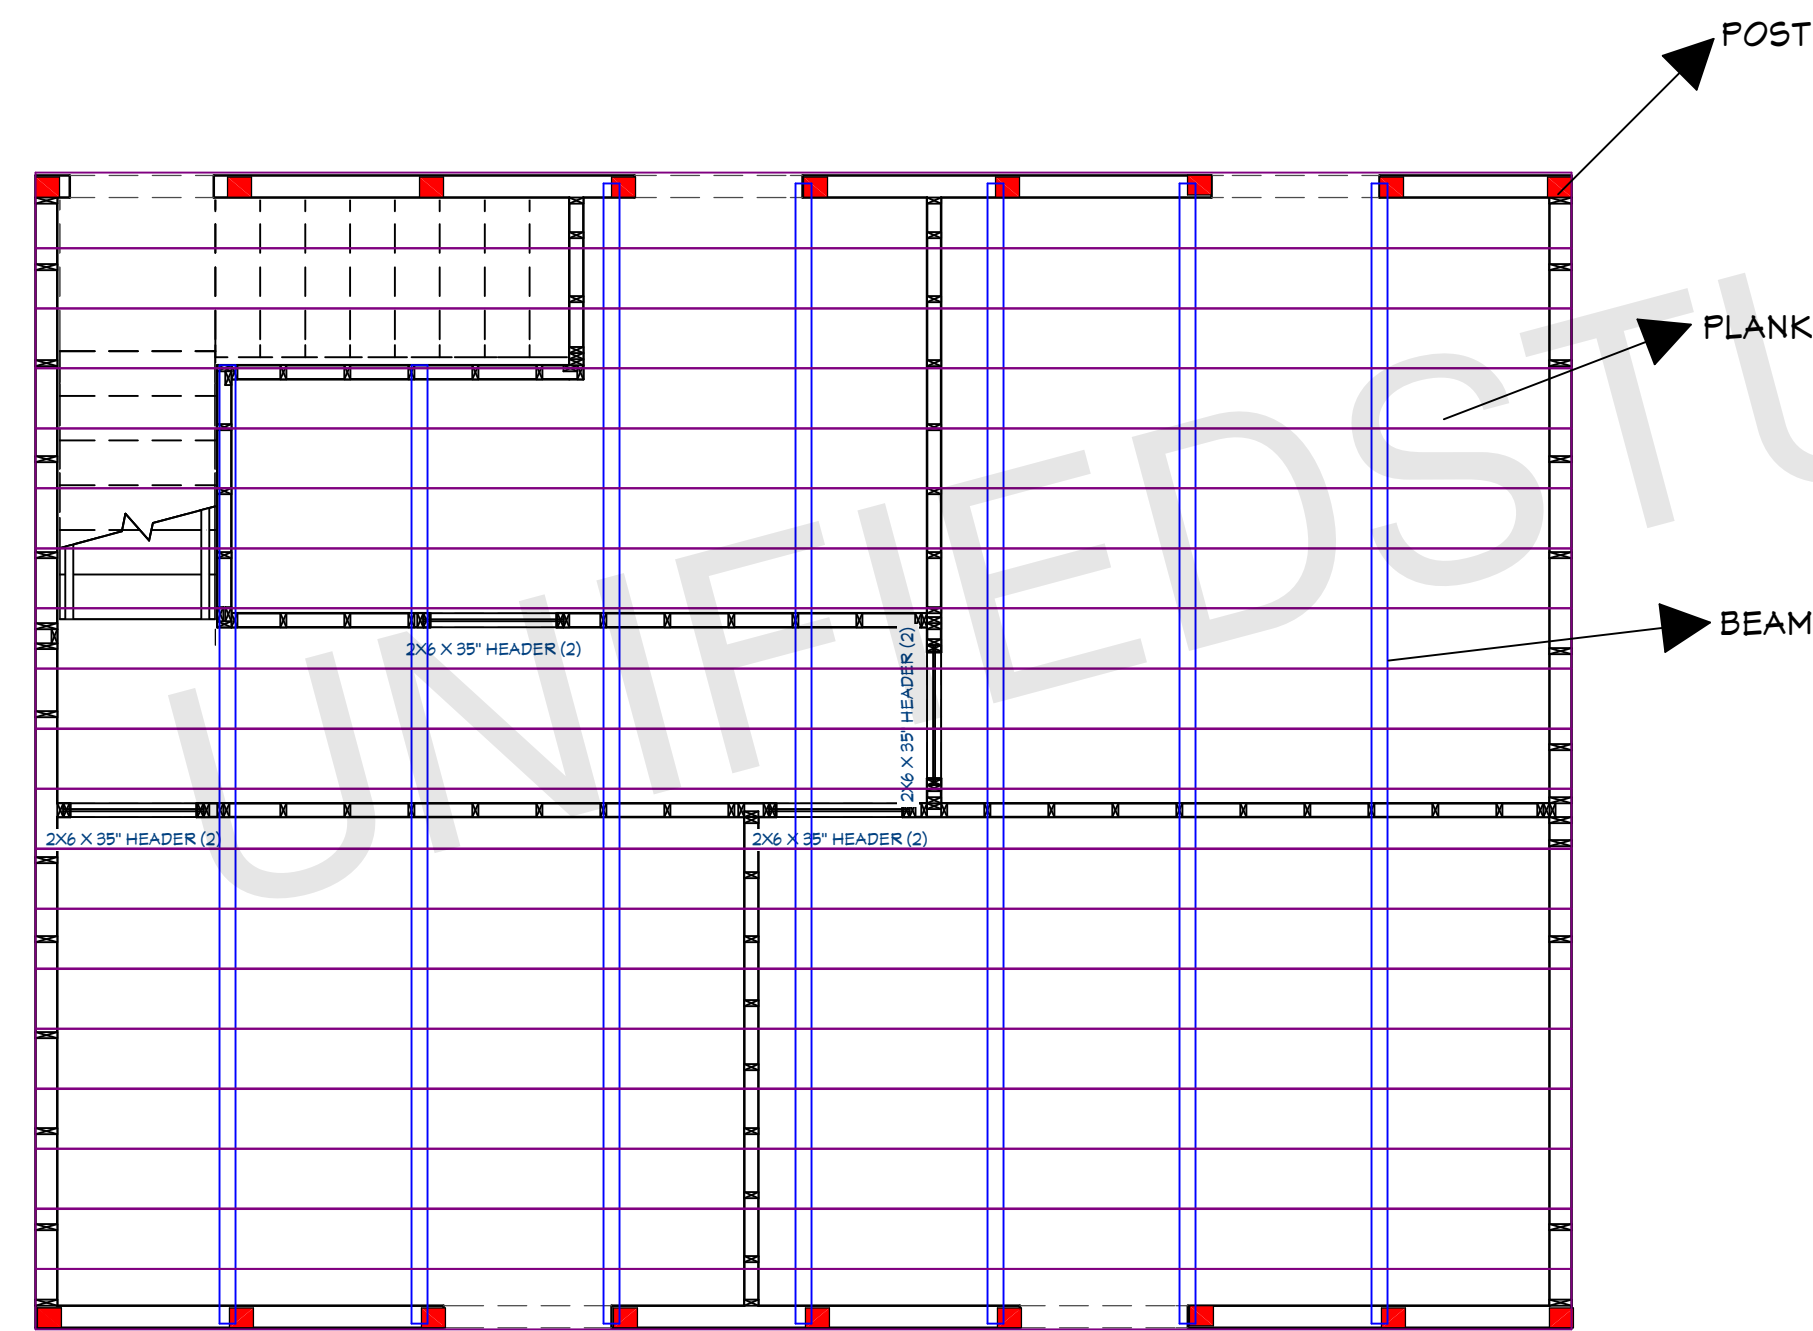 POST
PLANK
BEAM
2X6 X 35" HEADER (2)
2X6 X 35" HEADER (2)
2X6 X 35" HEADER (2)
2X6 X 35" HEADER (2)
UNIFIEDSTU